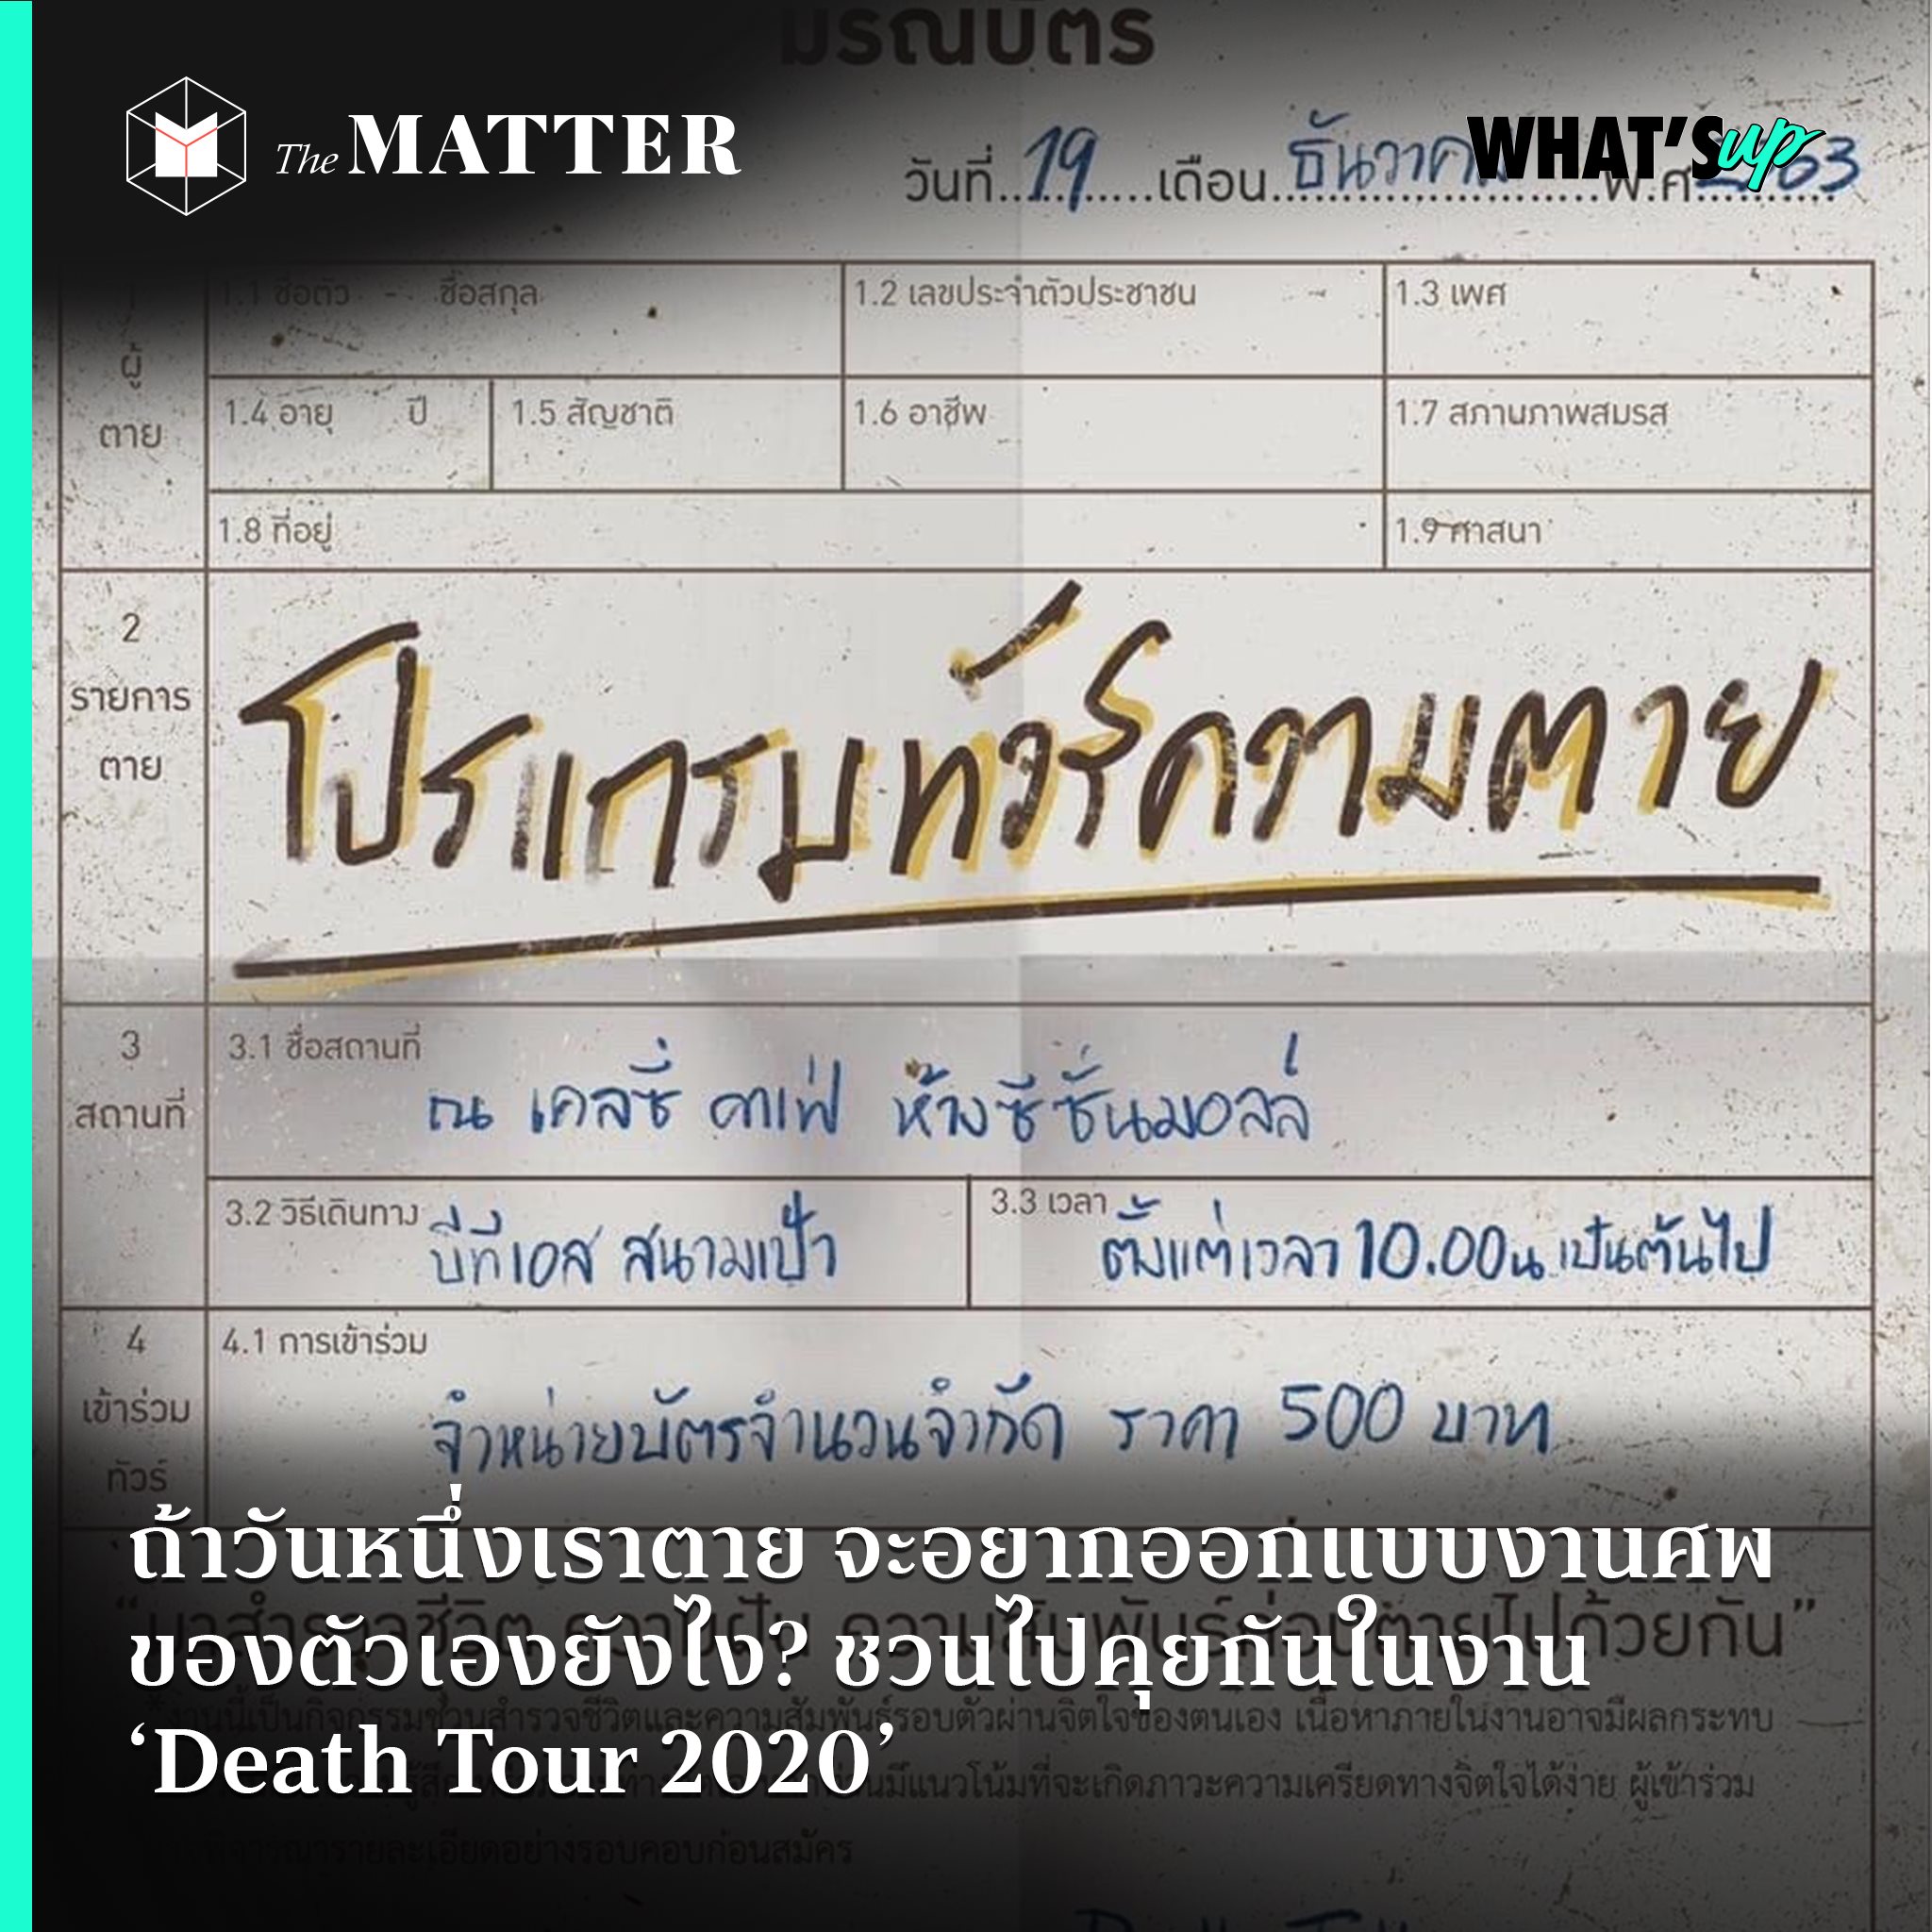 มรณบัตร
The MATTER
WHAT'S up
วันที่ 19 เดือน ธันวาคม พ.ศ. 2563
1.1 ชื่อตัว - ชื่อสกุล
1.2 เลขประจำตัวประชาชน
1.3 เพศ
1
ผู้
ตาย
1.4 อายุ ปี
1.5 สัญชาติ
1.6 อาชีพ
1.7 สถานภาพสมรส
1.8 ที่อยู่
1.9 ศาสนา
2
รายการ
ตาย
โปรแกรมทัวร์ความตาย
3
สถานที่
3.1 ชื่อสถานที่
ณ เคลซี่ คาเฟ่ ห้างซีซั่นมอลล์
3.2 วิธีเดินทาง บีทีเอส สนามเป้า
3.3 เวลา ตั้งแต่เวลา 10.00น.เป็นต้นไป
4
เข้าร่วม
ทัวร์
4.1 การเข้าร่วม
จำหน่ายบัตรจำนวนจำกัด ราคา 500 บาท
ถ้าวันหนึ่งเราตาย จะอยากออกแบบงานศพ
ของตัวเองยังไง? ชวนไปคุยกันในงาน
‘Death Tour 2020’
ก่อนตายไปด้วยกัน”
งานนี้เป็นกิจกรรมชวนสำรวจชีวิตและความสัมพันธ์รอบตัวผ่านจิตใจของตนเอง เนื้อหาภายในงานอาจมีผลกระทบ
มีแนวโน้มที่จะเกิดภาวะความเครียดทางจิตใจได้ง่าย ผู้เข้าร่วม
รายละเอียดอย่างรอบคอบก่อนสมัคร